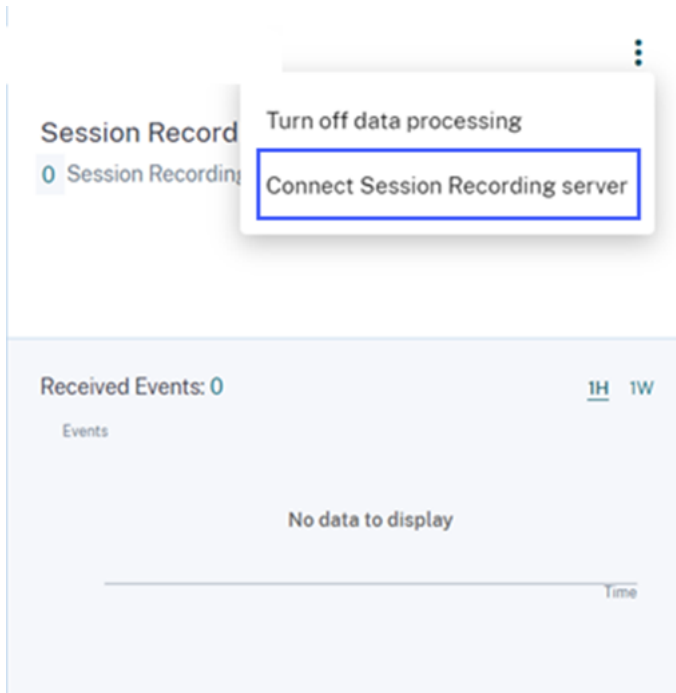 Session Record
Turn off data processing
0 Session Recording
Connect Session Recording server
Received Events: 0
1H 1W
Events
No data to display
Time